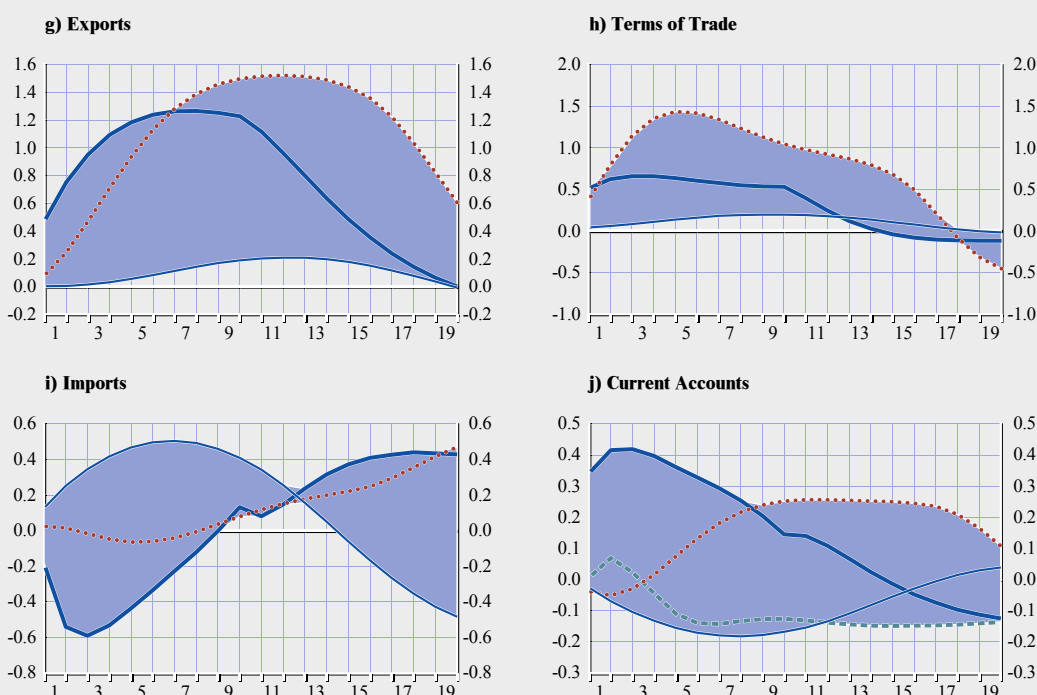 g) Exports
h) Terms of Trade
1.6 1.6 2.0 2.0
1.4 1.4
1.5 1.5
1.2 1.2
1.0 1.0 1.0 1.0
0.8 0.8
0.5 0.5
0.6 0.6
0.4 0.4 0.0 0.0
0.2 0.2
-0.5 -0.5
0.0 0.0
-0.2 -0.2 -1.0 -1.0
1 3 5 7 9 11 13 15 17 19 1 3 5 7 9 11 13 15 17 19
i) Imports
j) Current Accounts
0.6 0.6 0.5 0.5
0.4 0.4 0.4 0.4
0.3 0.3
0.2 0.2
0.2 0.2
0.0 0.0 0.1 0.1
-0.2 -0.2 0.0 0.0
-0.4 -0.4 -0.1 -0.1
-0.6 -0.6 -0.2 -0.2
-0.8 -0.8 -0.3 -0.3
1 3 5 7 9 11 13 15 17 19 1 3 5 7 9 11 13 15 17 19